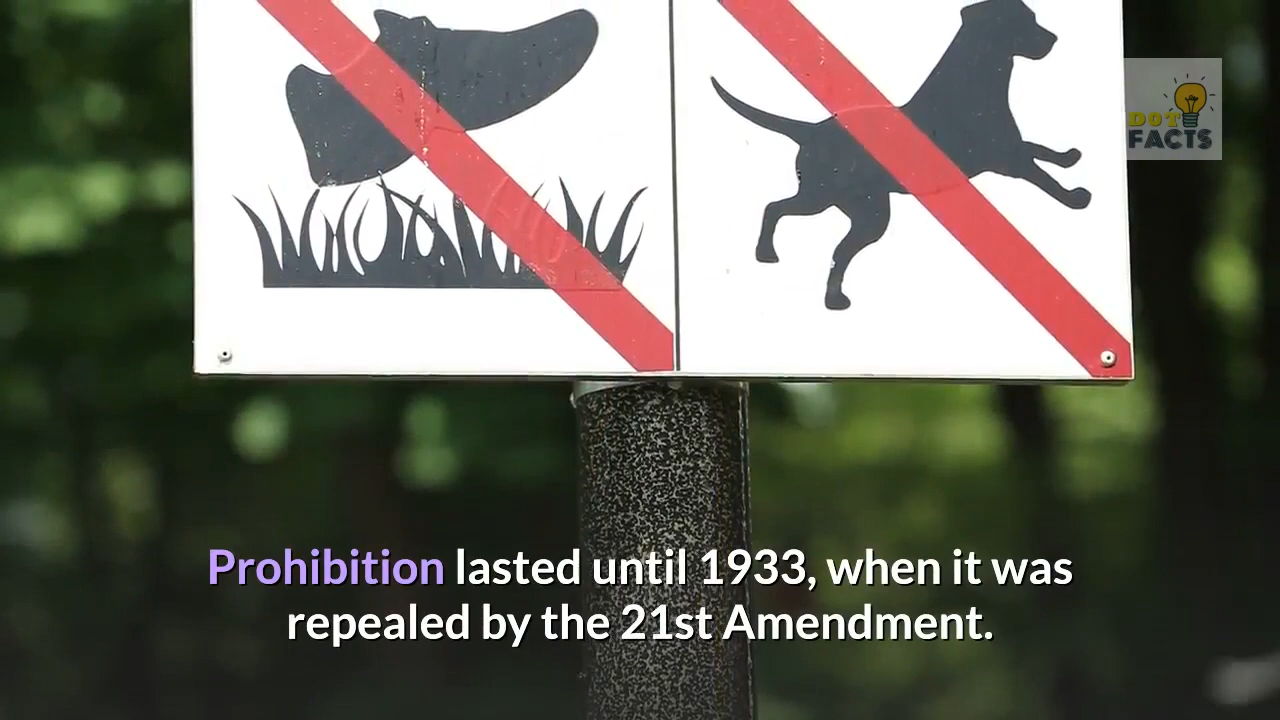 DOT
FACTS
Prohibition lasted until 1933, when it was
repealed by the 21st Amendment.